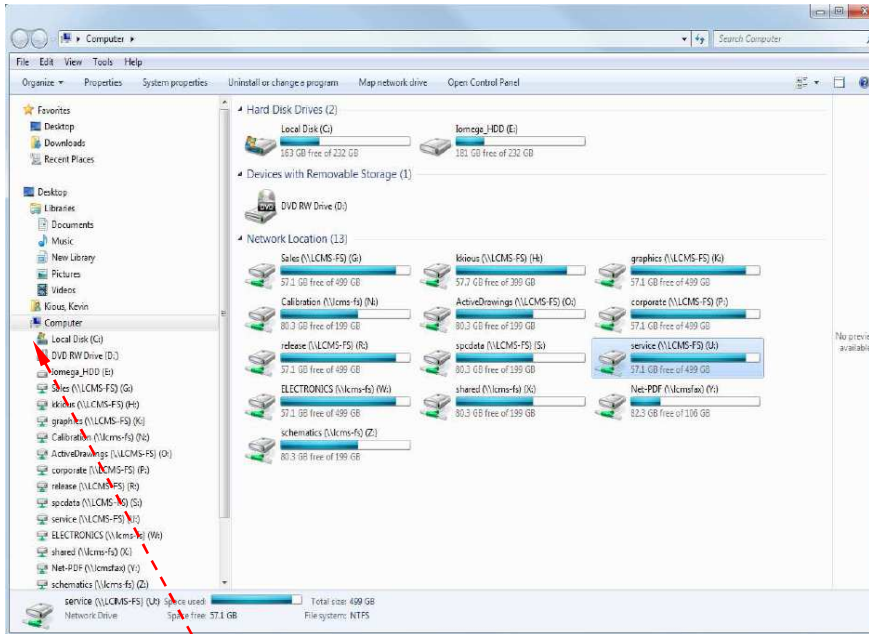 Computer
Search Computer
File Edit View Tools Help
Organize Properties System properties Uninstall or change a program Map network drive Open Control Panel
Favorites
Desktop
Downloads
Recent Places
Desktop
Libraries
Documents
Music
New Library
Pictures
Videos
Kious, Kevin
Computer
Local Disk (C:)
DVD RW Drive (D:)
Iomega_HDD (E:)
Sales (\\LCMS-FS) (G:)
kkious (\\LCMS-FS) (H:)
graphics (\\LCMS-FS) (K:)
Calibration (\\lcms-fs) (N:)
ActiveDrawings (\\LCMS-FS) (O:)
corporate (\\LCMS-FS) (P:)
release (\\LCMS-FS) (R:)
spcdata (\\LCMS-FS) (S:)
service (\\LCMS-FS) (U:)
ELECTRONICS (\\lcms-fs) (W:)
shared (\\lcms-fs) (X:)
Net-PDF (\\lcmsfax) (Y:)
schematics (\\lcms-fs) (Z:)
Hard Disk Drives (2)
Local Disk (C:) Iomega_HDD (E:)
163 GB free of 232 GB 181 GB free of 232 GB
Devices with Removable Storage (1)
DVD RW Drive (D:)
DVD
Network Location (13)
Sales (\\LCMS-FS) (G:) kkious (\\LCMS-FS) (H:) graphics (\\LCMS-FS) (K:)
57.1 GB free of 499 GB 57.7 GB free of 399 GB 57.1 GB free of 499 GB
Calibration (\\lcms-fs) (N:) ActiveDrawings (\\LCMS-FS) (O:) corporate (\\LCMS-FS) (P:)
80.3 GB free of 199 GB 80.3 GB free of 199 GB 57.1 GB free of 499 GB
release (\\LCMS-FS) (R:) spcdata (\\LCMS-FS) (S:) service (\\LCMS-FS) (U:)
57.1 GB free of 499 GB 80.3 GB free of 199 GB 57.1 GB free of 499 GB
ELECTRONICS (\\lcms-fs) (W:) shared (\\lcms-fs) (X:) Net-PDF (\\lcmsfax) (Y:)
57.1 GB free of 499 GB 80.3 GB free of 199 GB 82.3 GB free of 106 GB
schematics (\\lcms-fs) (Z:)
80.3 GB free of 199 GB
No previe
available
service (\\LCMS-FS) (U:) Space used: Total size: 499 GB
Network Drive Space free: 57.1 GB File system: NTFS